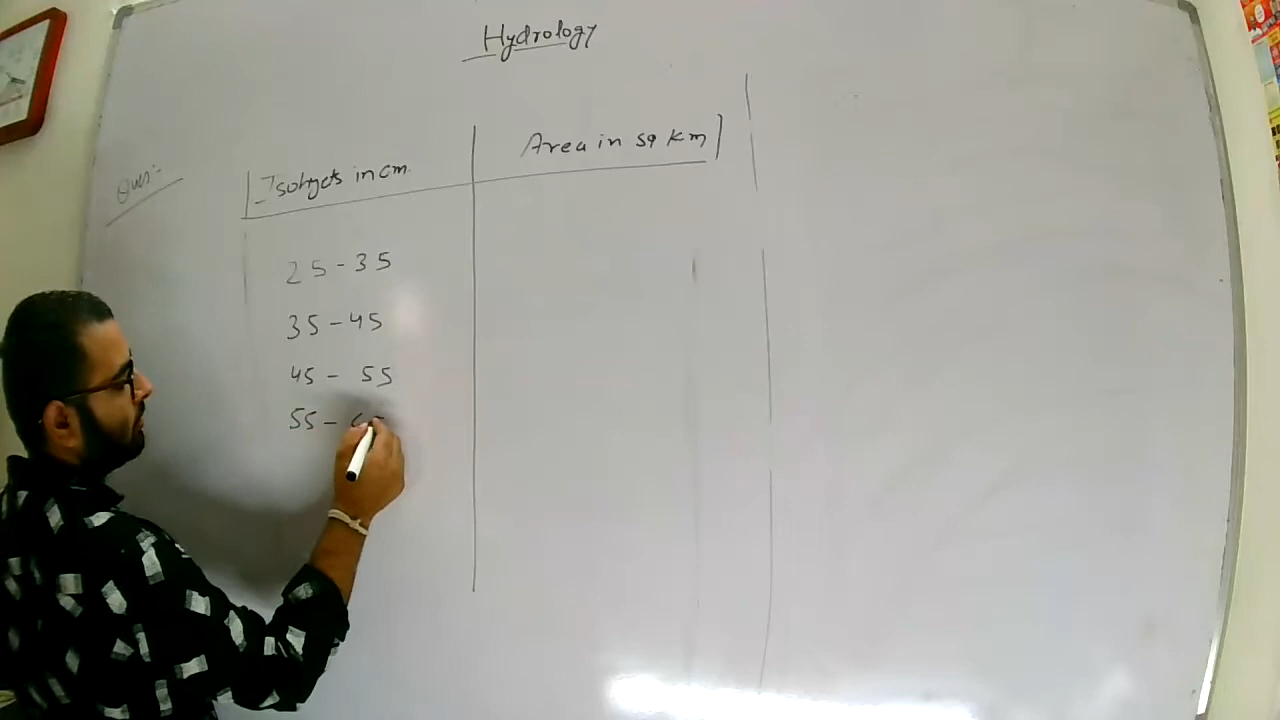 Hydrology
Ques:-
Isohyets in cm. Area in sq km
25-35
35-45
45-55
55-